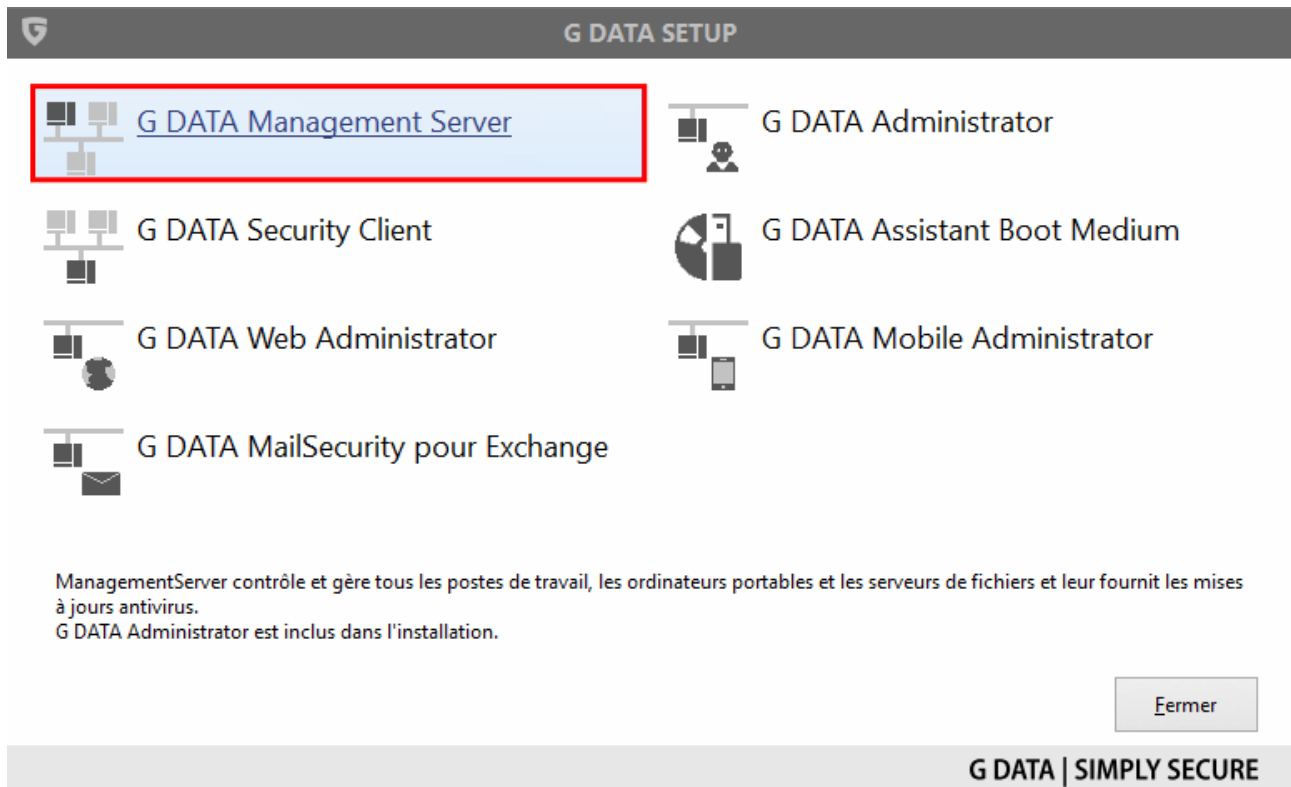 G DATA SETUP
G DATA Management Server
G DATA Administrator
G DATA Security Client
G DATA Assistant Boot Medium
G DATA Web Administrator
G DATA Mobile Administrator
G DATA MailSecurity pour Exchange
ManagementServer contrôle et gère tous les postes de travail, les ordinateurs portables et les serveurs de fichiers et leur fournit les mises
à jours antivirus.
G DATA Administrator est inclus dans l'installation.
Fermer
G DATA | SIMPLY SECURE